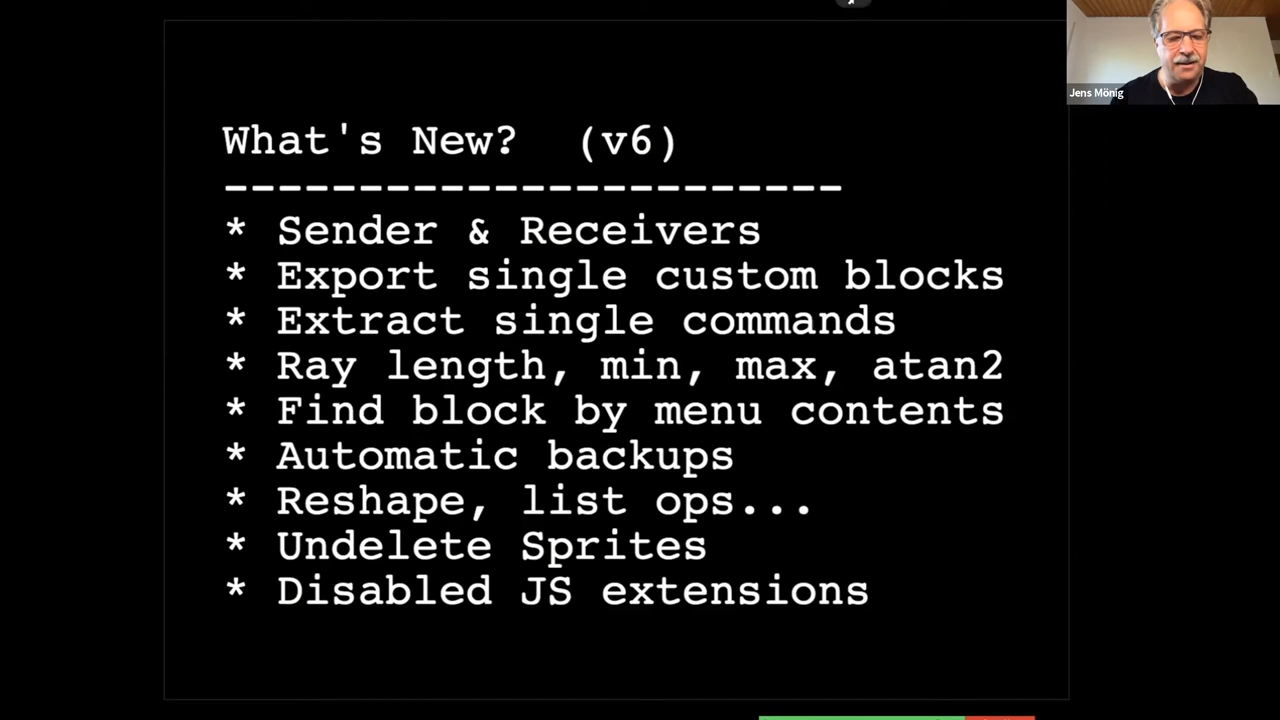 What's New? (v6)
-----------------------
* Sender & Receivers
* Export single custom blocks
* Extract single commands
* Ray length, min, max, atan2
* Find block by menu contents
* Automatic backups
* Reshape, list ops...
* Undelete Sprites
* Disabled JS extensions
Jens Mönig